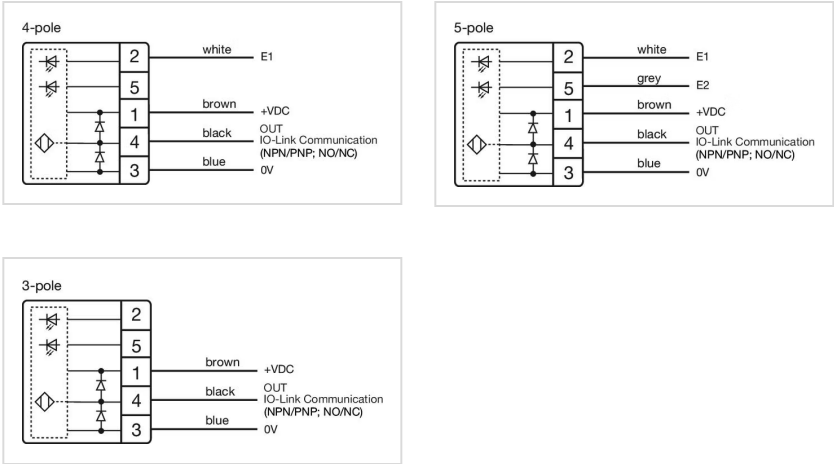 4-pole
2 white E1
5
1 brown +VDC
4 black OUT
IO-Link Communication
(NPN/PNP; NO/NC)
3 blue 0V
5-pole
2 white E1
5 grey E2
1 brown +VDC
4 black OUT
IO-Link Communication
(NPN/PNP; NO/NC)
3 blue 0V
3-pole
2
5
1 brown +VDC
4 black OUT
IO-Link Communication
(NPN/PNP; NO/NC)
3 blue 0V